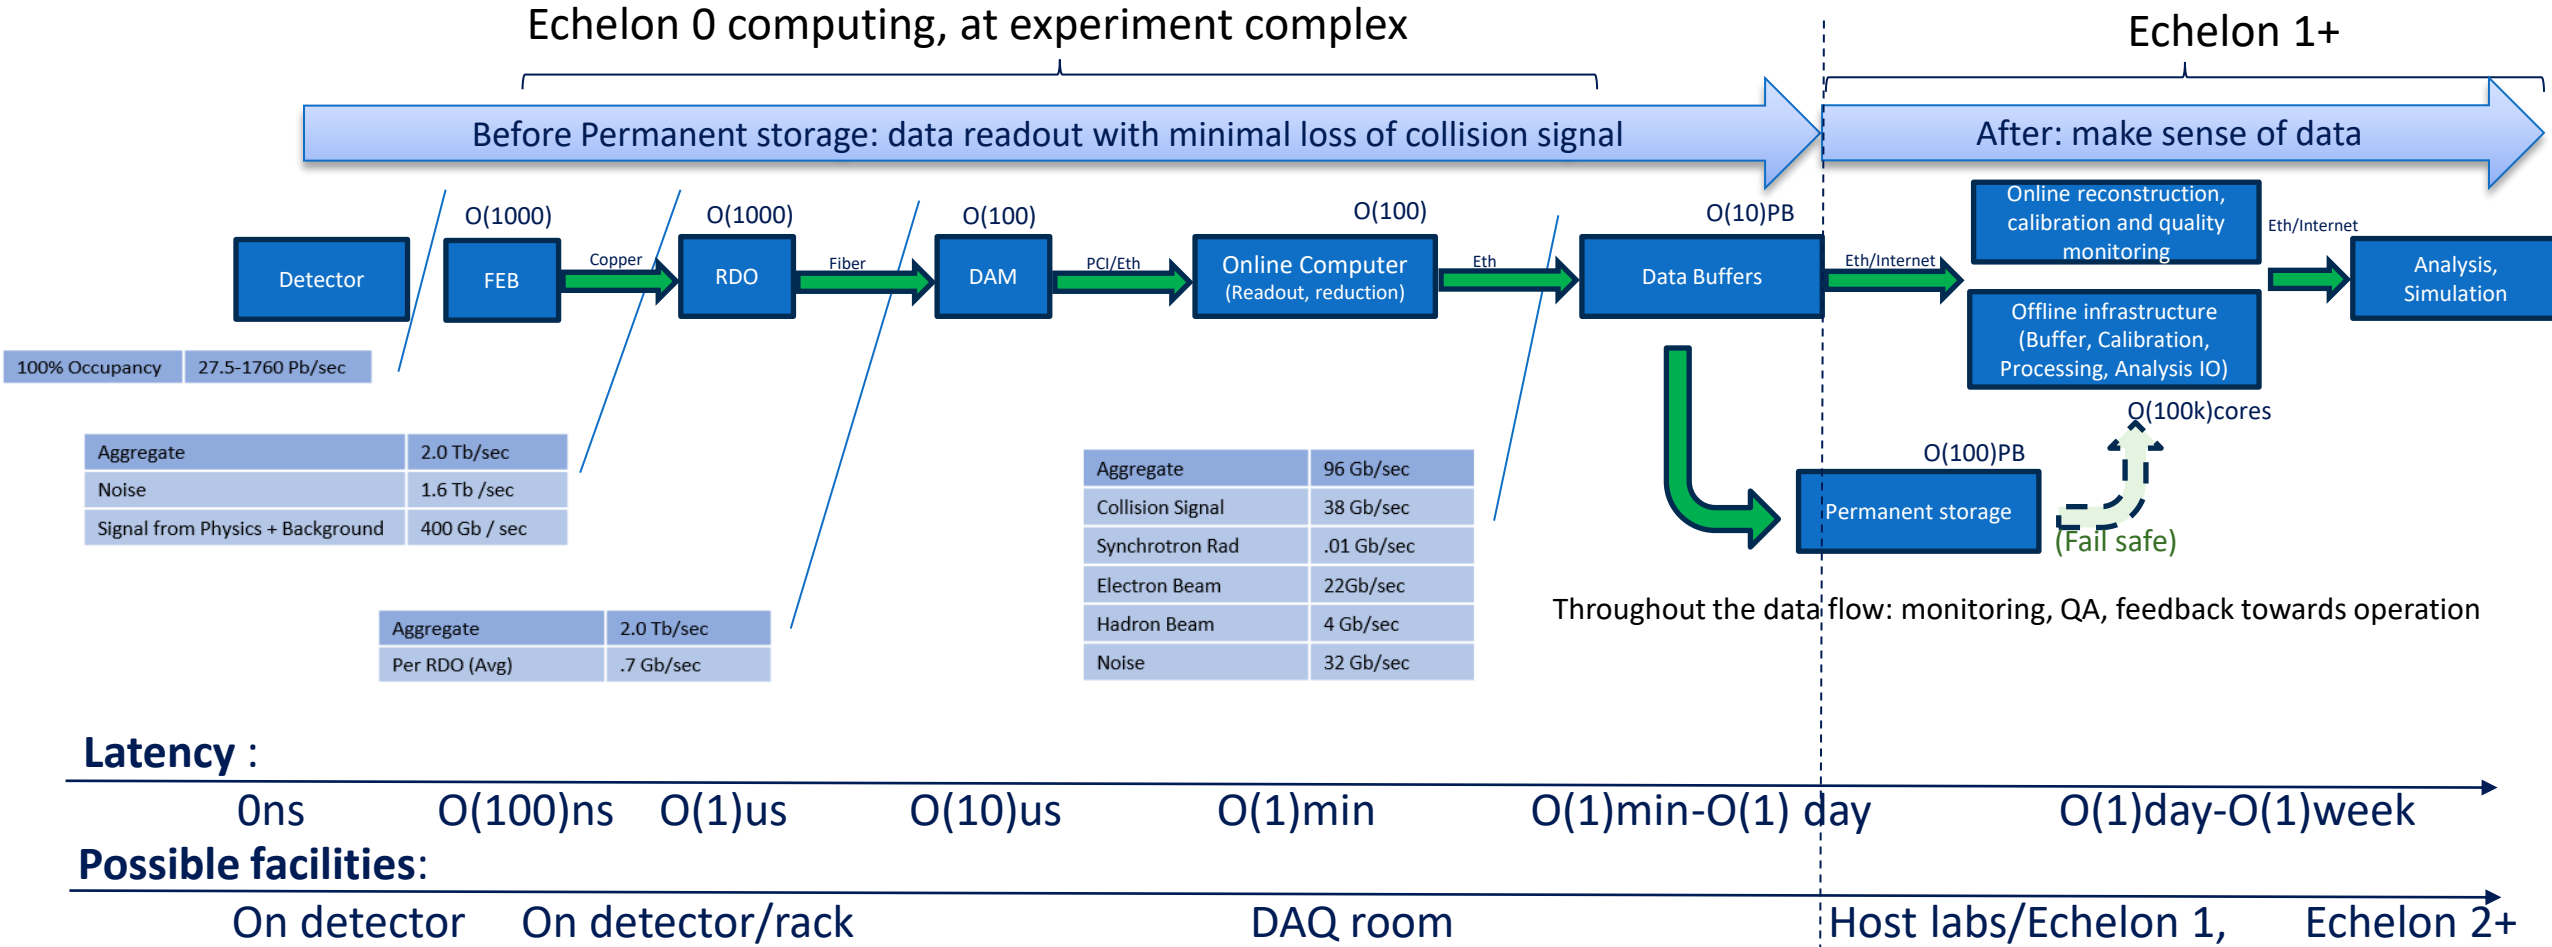 Echelon 0 computing, at experiment complex
Echelon 1+
Before Permanent storage: data readout with minimal loss of collision signal
After: make sense of data
O(1000)
O(1000)
O(100)
O(100)
O(10)PB
Detector
FEB
Copper
RDO
Fiber
DAM
PCI/Eth
Online Computer
(Readout, reduction)
Eth
Data Buffers
Eth/Internet
Online reconstruction,
calibration and quality
monitoring
Offline infrastructure
(Buffer, Calibration,
Processing, Analysis IO)
Eth/Internet
Analysis,
Simulation
O(100k)cores
100% Occupancy 27.5-1760 Pb/sec
Aggregate 2.0 Tb/sec
Noise 1.6 Tb /sec
Signal from Physics + Background 400 Gb / sec
Aggregate 2.0 Tb/sec
Per RDO (Avg) .7 Gb/sec
Aggregate 96 Gb/sec
Collision Signal 38 Gb/sec
Synchrotron Rad .01 Gb/sec
Electron Beam 22Gb/sec
Hadron Beam 4 Gb/sec
Noise 32 Gb/sec
O(100)PB
Permanent storage
(Fail safe)
Throughout the data flow: monitoring, QA, feedback towards operation
Latency :
0ns O(100)ns O(1)us O(10)us O(1)min O(1)min-O(1) day O(1)day-O(1)week
Possible facilities:
On detector On detector/rack DAQ room Host labs/Echelon 1, Echelon 2+